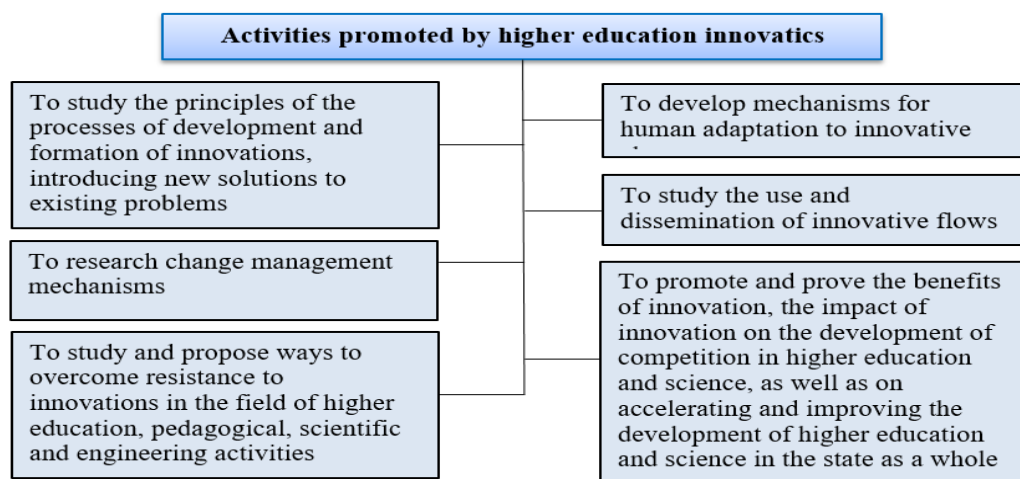 Activities promoted by higher education innovatics
To study the principles of the
processes of development and
formation of innovations,
introducing new solutions to
existing problems
To research change management
mechanisms
To study and propose ways to
overcome resistance to
innovations in the field of higher
education, pedagogical, scientific
and engineering activities
To develop mechanisms for
human adaptation to innovative
To study the use and
dissemination of innovative flows
To promote and prove the benefits
of innovation, the impact of
innovation on the development of
competition in higher education
and science, as well as on
accelerating and improving the
development of higher education
and science in the state as a whole